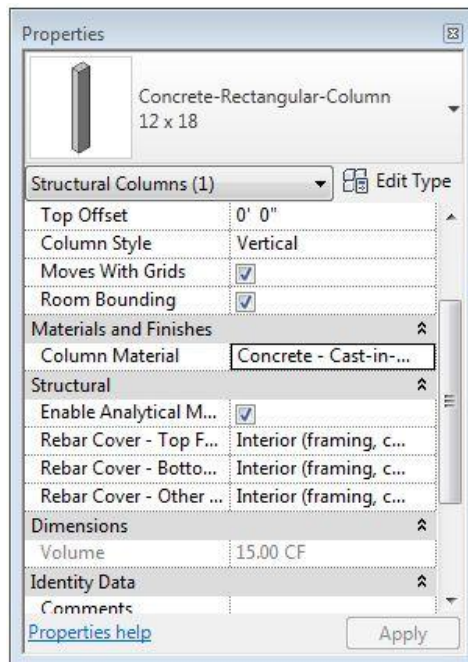 Properties
Concrete-Rectangular-Column
12 x 18
Structural Columns (1) Edit Type
Top Offset 0' 0"
Column Style Vertical
Moves With Grids
Room Bounding
Materials and Finishes
Column Material Concrete - Cast-in-...
Structural
Enable Analytical M...
Rebar Cover - Top F... Interior (framing, c...
Rebar Cover - Botto... Interior (framing, c...
Rebar Cover - Other ... Interior (framing, c...
Dimensions
Volume 15.00 CF
Identity Data
Comments
Properties help Apply